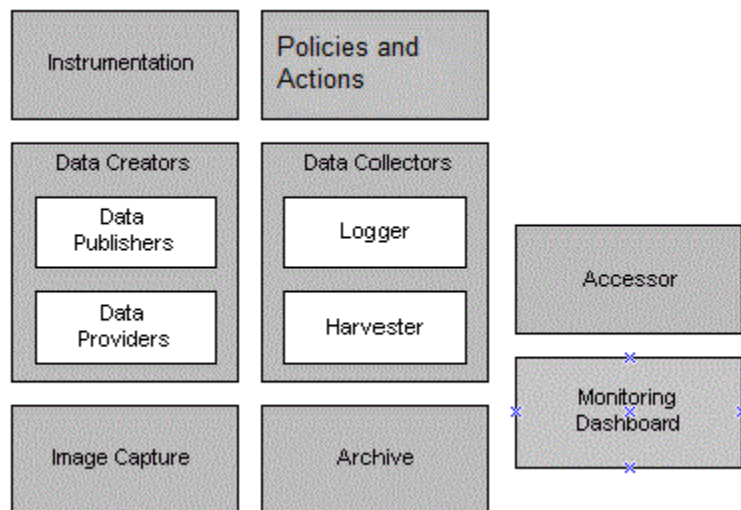 Instrumentation
Policies and
Actions
Data Creators
Data
Publishers
Data
Providers
Data Collectors
Logger
Harvester
Accessor
Monitoring
Dashboard
Image Capture
Archive